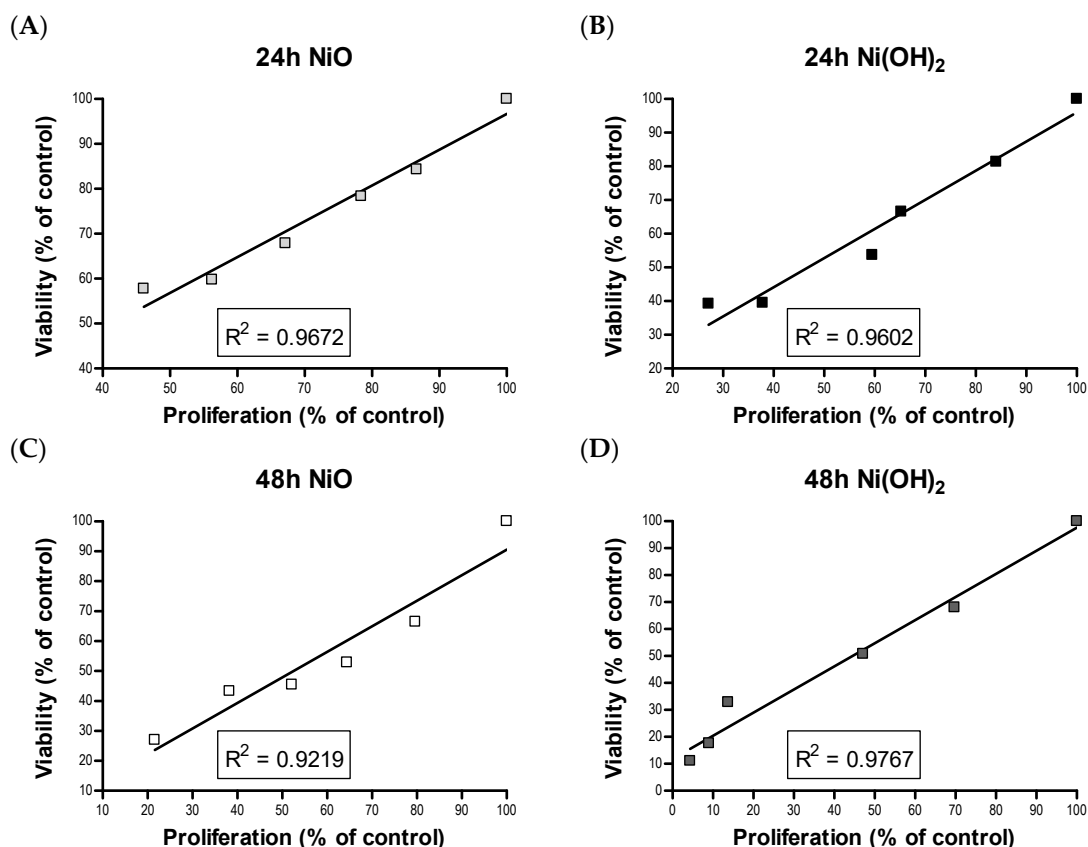 (A)
24h NiO
Viability (% of control)
100
90
80
70
60
50
40
R² = 0.9672
40 50 60 70 80 90 100
Proliferation (% of control)
(B)
24h Ni(OH)₂
Viability (% of control)
100
90
80
70
60
50
40
30
20
R² = 0.9602
20 30 40 50 60 70 80 90 100
Proliferation (% of control)
(C)
48h NiO
Viability (% of control)
100
90
80
70
60
50
40
30
20
10
R² = 0.9219
10 20 30 40 50 60 70 80 90 100
Proliferation (% of control)
(D)
48h Ni(OH)₂
Viability (% of control)
100
90
80
70
60
50
40
30
20
10
0
R² = 0.9767
0 10 20 30 40 50 60 70 80 90 100
Proliferation (% of control)